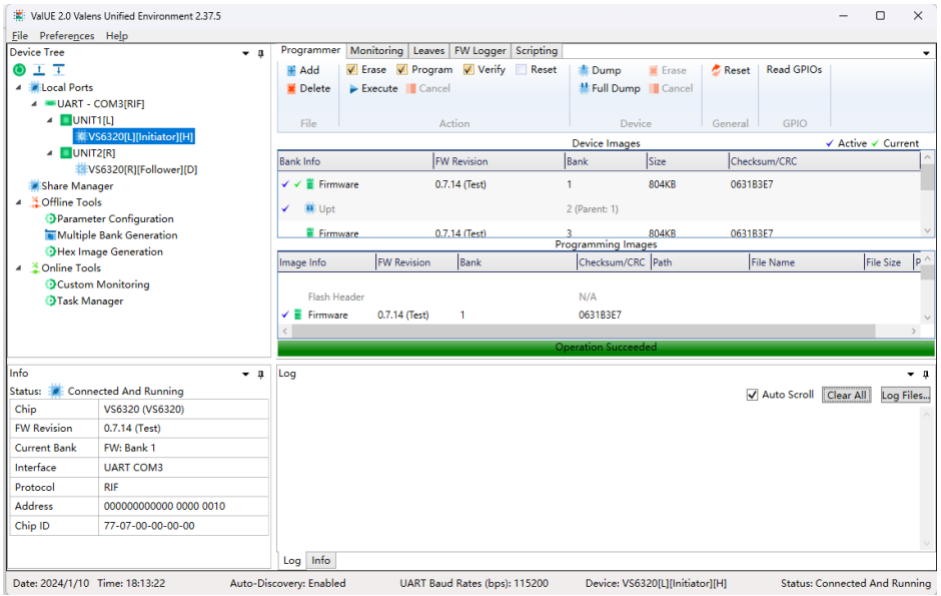 ValUE 2.0 Valens Unified Environment 2.37.5
File Preferences Help
Device Tree
Local Ports
UART - COM3[RIF]
UNIT1[L]
VS6320[L][Initiator][H]
UNIT2[R]
VS6320[R][Follower][D]
Share Manager
Offline Tools
Parameter Configuration
Multiple Bank Generation
Hex Image Generation
Online Tools
Custom Monitoring
Task Manager
Programmer Monitoring Leaves FW Logger Scripting
Add Erase Program Verify Reset Dump Erase Reset Read GPIOs
Delete Execute Cancel Full Dump Cancel
File Action Device General GPIO
Device Images Active Current
Bank Info FW Revision Bank Size Checksum/CRC
Firmware 0.7.14 (Test) 1 804KB 0631B3E7
Upt 2 (Parent: 1)
Firmware 0.7.14 (Test) 3 804KB 0631B3E7
Programming Images
Image Info FW Revision Bank Checksum/CRC Path File Name File Size P
Flash Header N/A
Firmware 0.7.14 (Test) 1 0631B3E7
Operation Succeeded
Info
Status: Connected And Running
Chip VS6320 (VS6320)
FW Revision 0.7.14 (Test)
Current Bank FW: Bank 1
Interface UART COM3
Protocol RIF
Address 000000000000 0000 0010
Chip ID 77-07-00-00-00-00
Log
Auto Scroll Clear All Log Files...
Log Info
Date: 2024/1/10 Time: 18:13:22 Auto-Discovery: Enabled UART Baud Rates (bps): 115200 Device: VS6320[L][Initiator][H] Status: Connected And Running